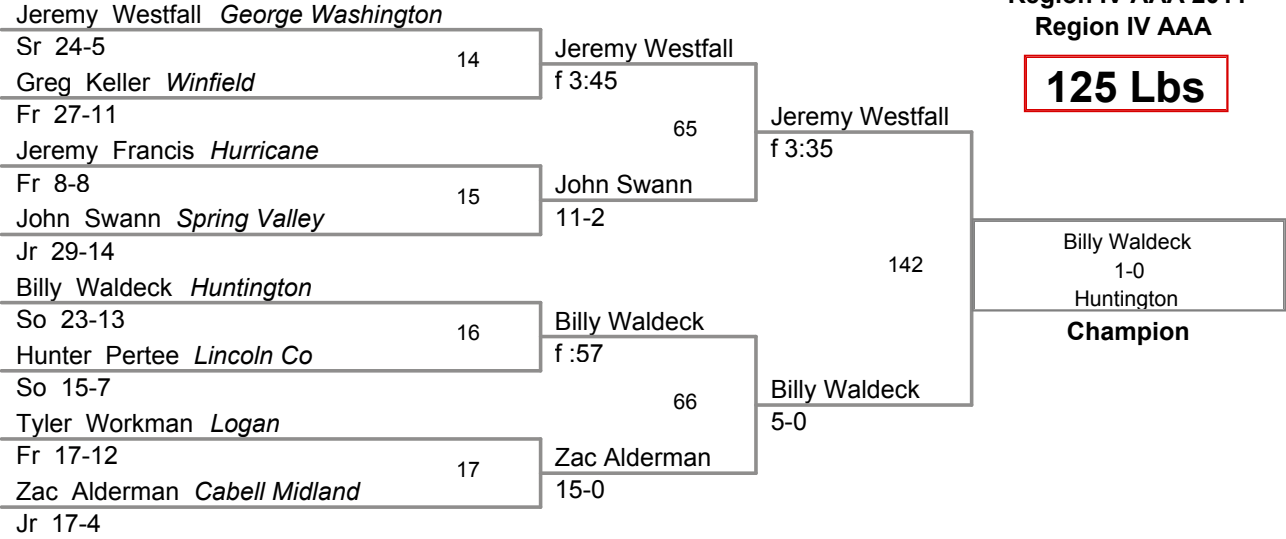 Region IV AAA 2011
Region IV AAA
125 Lbs
Jeremy Westfall George Washington
Sr 24-5
14
Greg Keller Winfield
Fr 27-11
Jeremy Francis Hurricane
Fr 8-8
15
John Swann Spring Valley
Jr 29-14
Billy Waldeck Huntington
So 23-13
16
Hunter Pertee Lincoln Co
So 15-7
Tyler Workman Logan
Fr 17-12
17
Zac Alderman Cabell Midland
Jr 17-4
Jeremy Westfall
f 3:45
65
John Swann
11-2
Billy Waldeck
f :57
66
Zac Alderman
15-0
Jeremy Westfall
f 3:35
142
Billy Waldeck
5-0
Billy Waldeck
1-0
Huntington
Champion